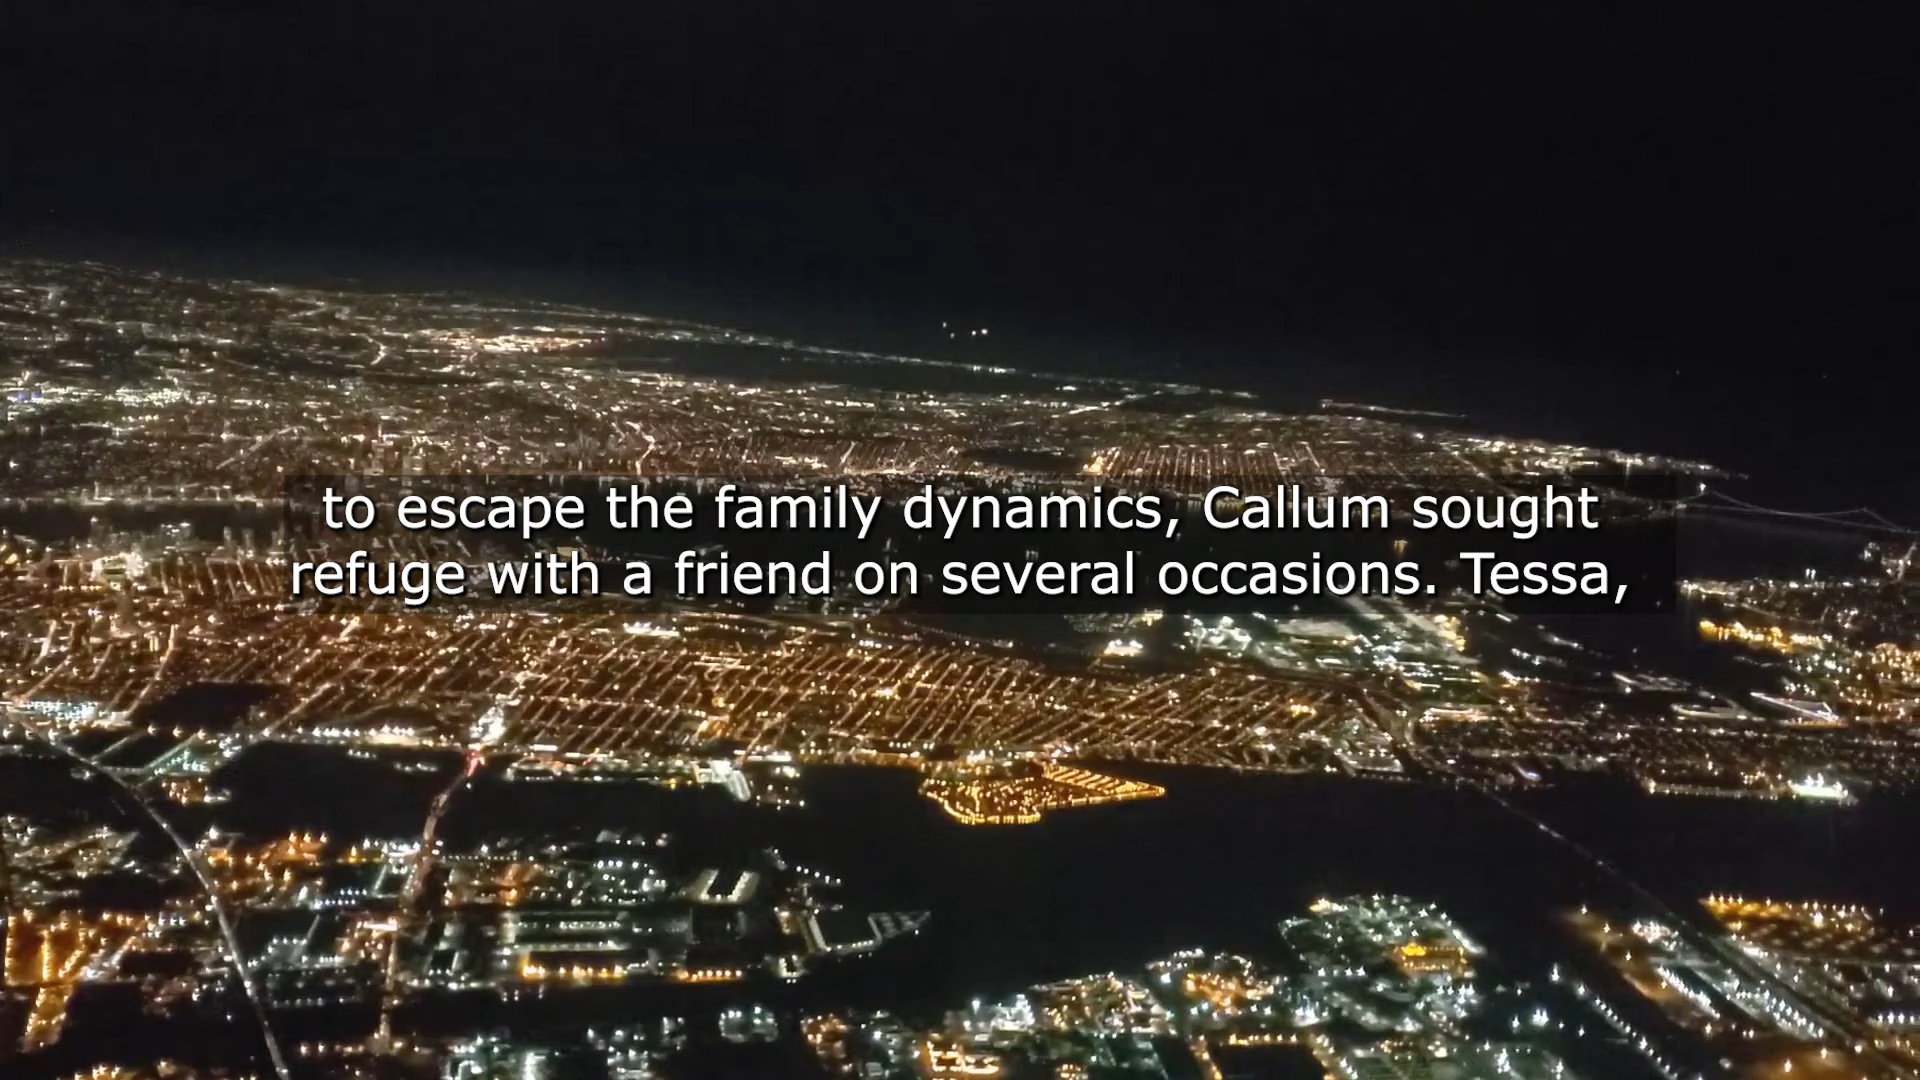 to escape the family dynamics, Callum sought
refuge with a friend on several occasions. Tessa,